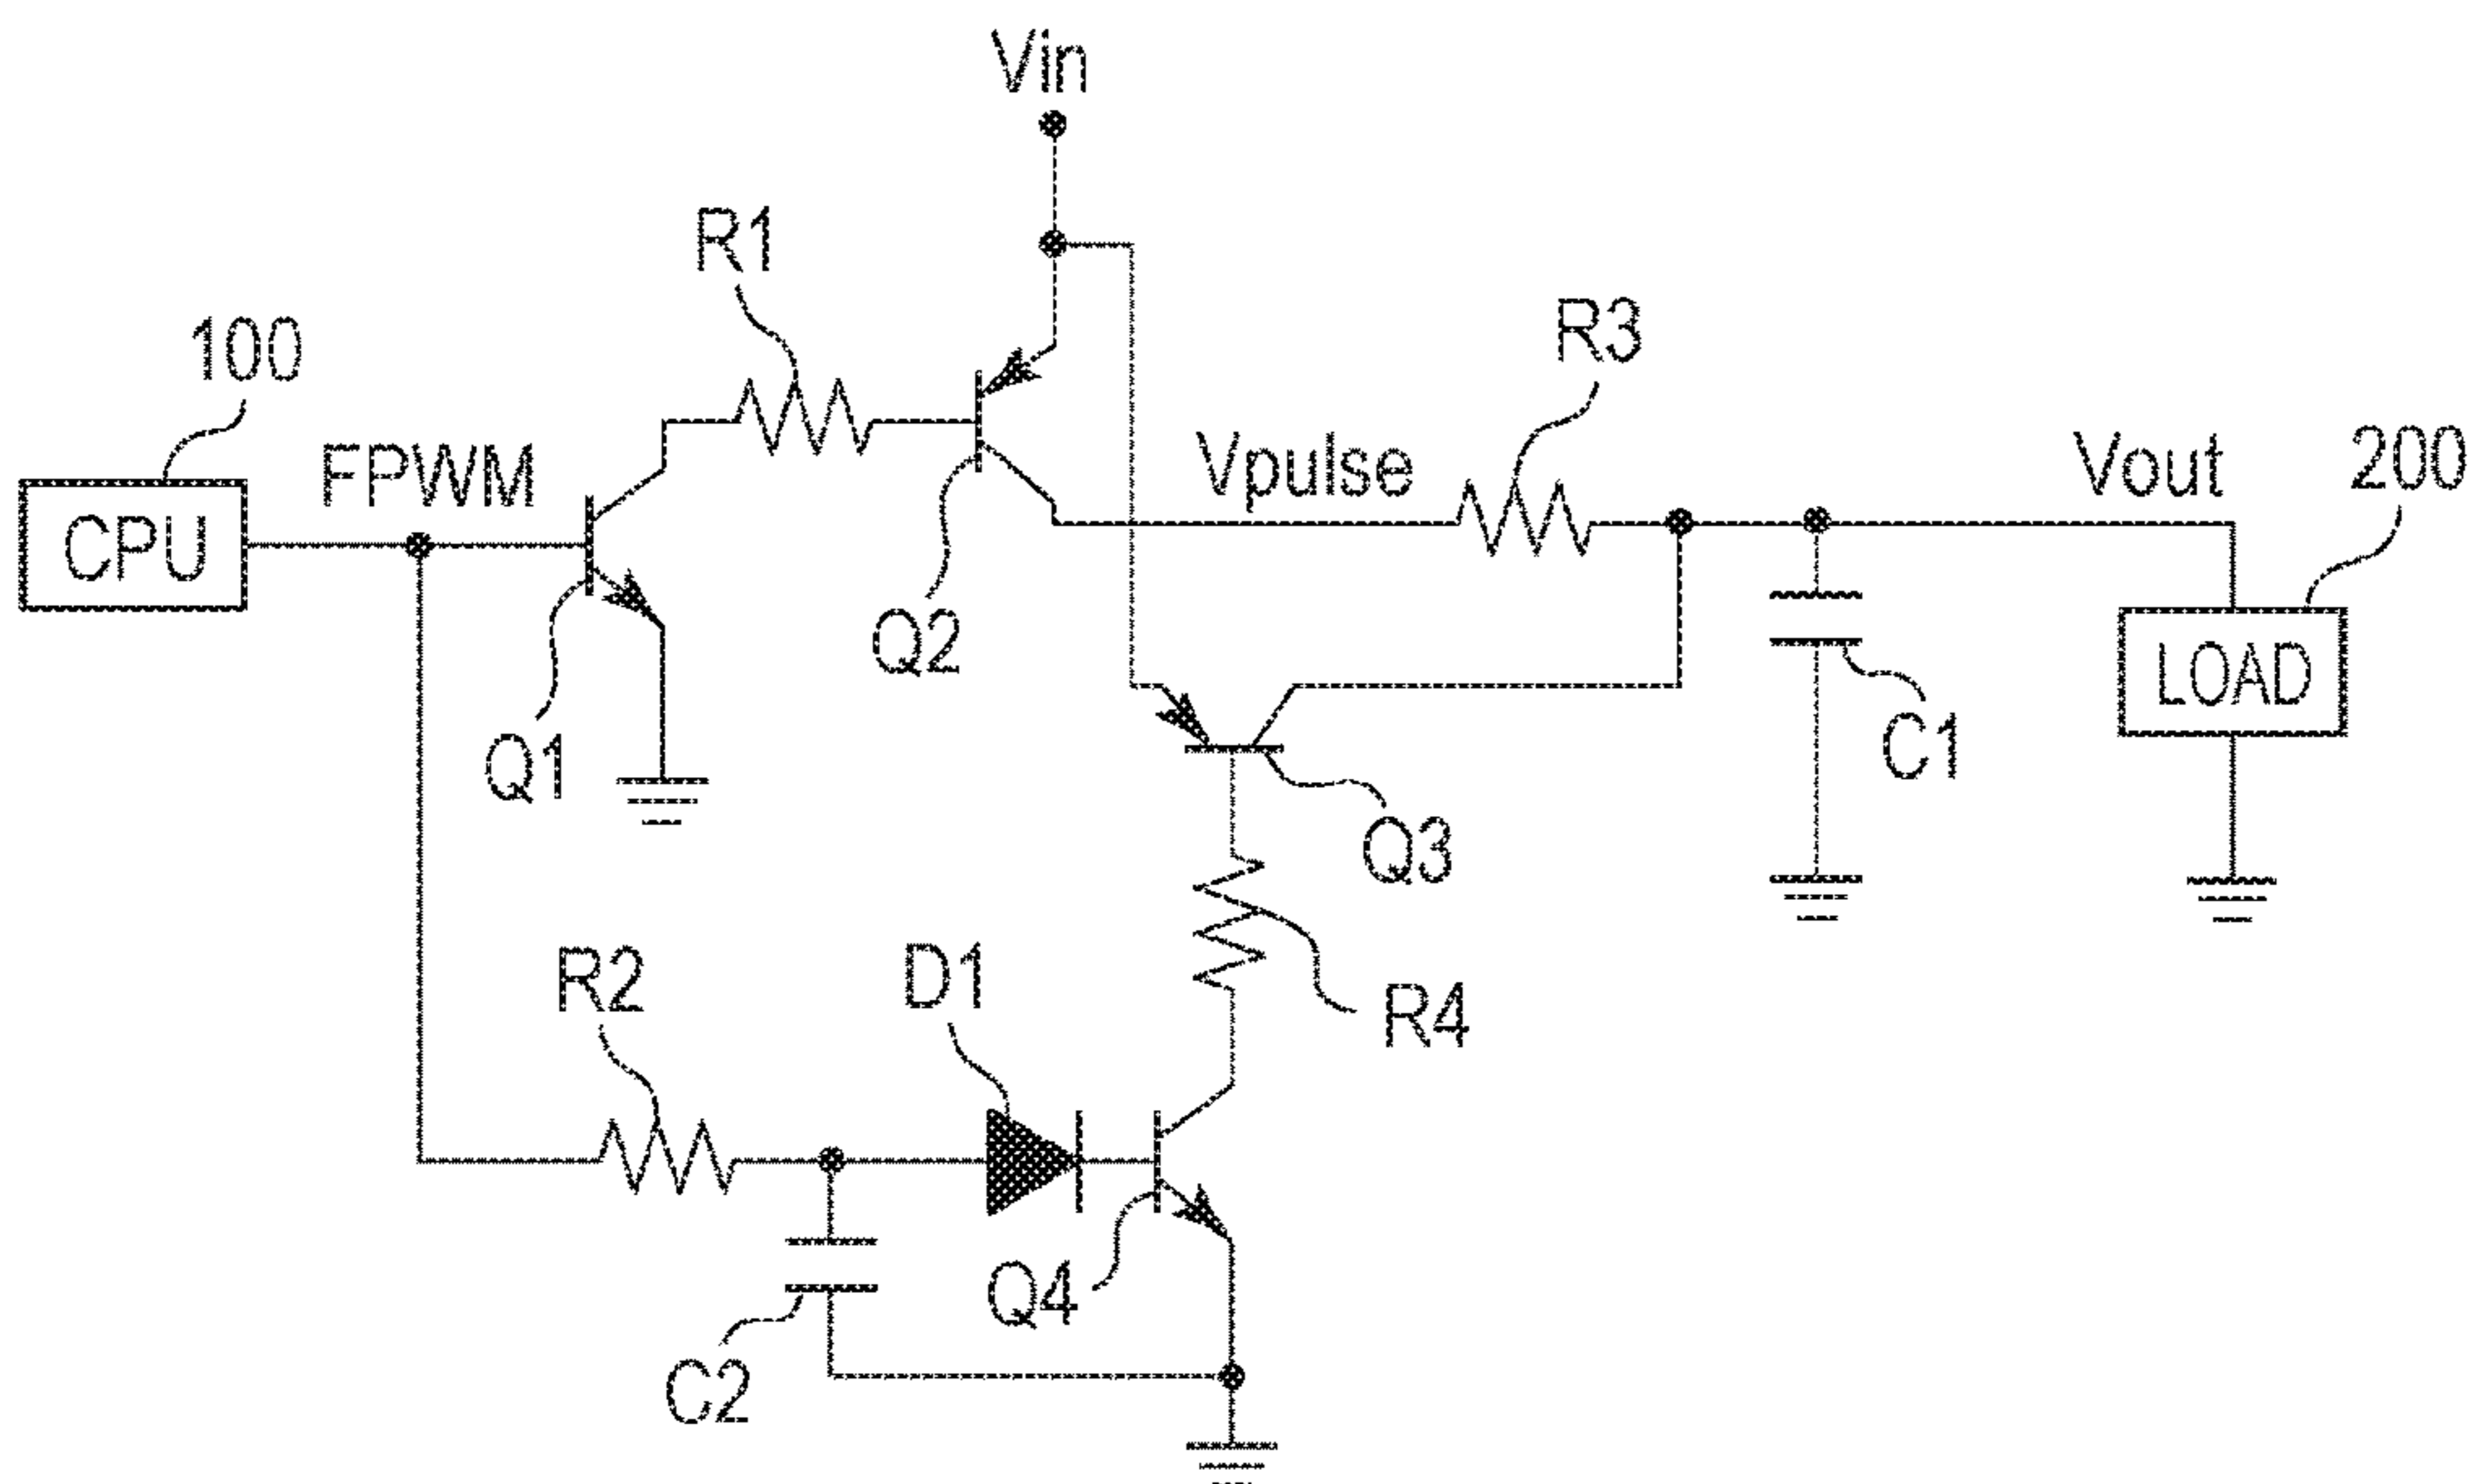 Vin
R1
R3
100
FPWM
Vpulse
Vout
200
CPU
Q2
LOAD
Q1
C1
Q3
R2
D1
R4
Q4
C2